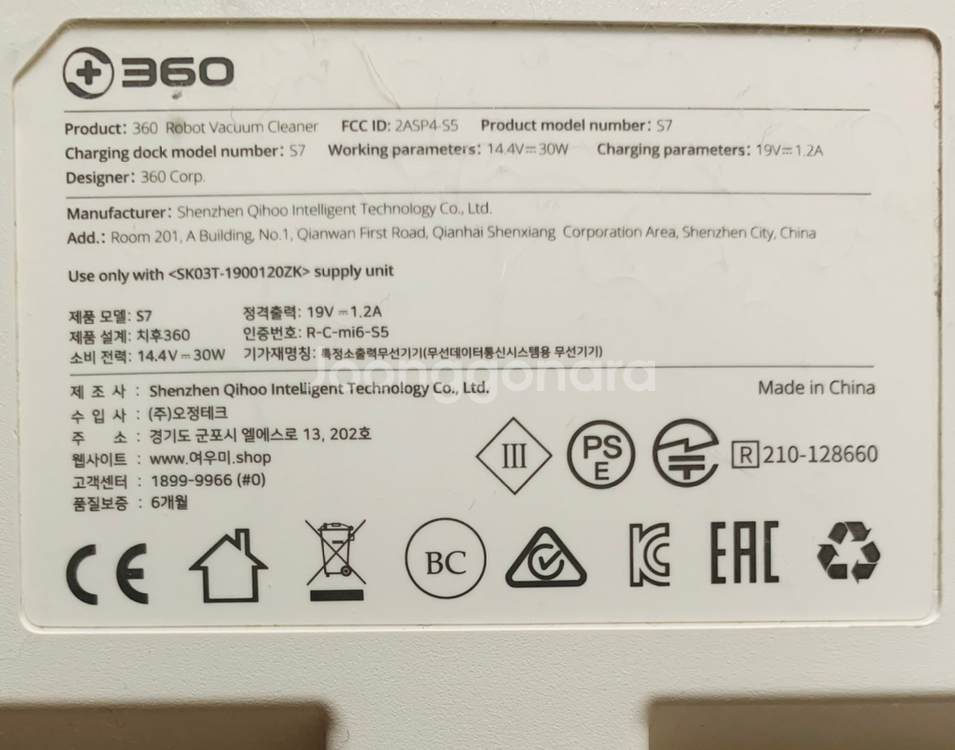 360
Product: 360 Robot Vacuum Cleaner FCC ID: 2ASP4-S5 Product model number: S7
Charging dock model number: S7 Working parameters: 14.4V⎓30W Charging parameters: 19V⎓1.2A
Designer: 360 Corp.
Manufacturer: Shenzhen Qihoo Intelligent Technology Co., Ltd.
Add.: Room 201, A Building, No.1, Qianwan First Road, Qianhai Shenxiang Corporation Area, Shenzhen City, China
Use only with <SK03T-1900120ZK> supply unit
제품 모델: S7 정격출력: 19V⎓1.2A
제품 설계: 치후360 인증번호: R-C-mi6-S5
소비 전력: 14.4V⎓30W 기가재명칭: 특정소출력무선기기(무선데이터통신시스템용 무선기기)
Joonggonara
제 조 사 : Shenzhen Qihoo Intelligent Technology Co., Ltd. Made in China
수 입 사 : (주)오정테크
주 소 : 경기도 군포시 엘에스로 13, 202호
웹사이트 : www.여우미.shop
고객센터 : 1899-9966 (#0)
품질보증 : 6개월
III PS E R 210-128660
CE BC KC EAC